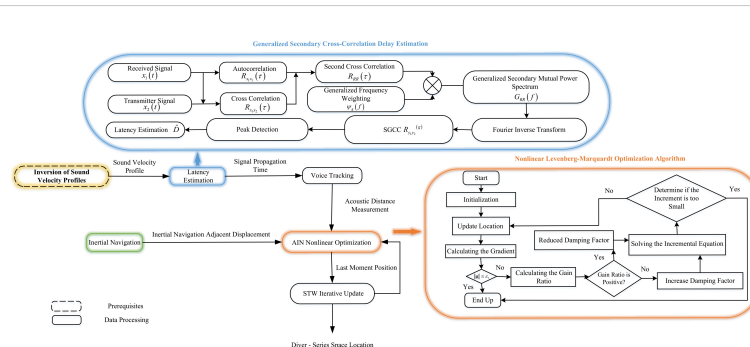 Generalized Secondary Cross-Correlation Delay Estimation
Received Signal
x₁(t)
Autocorrelation
R_{x₁x₁}(τ)
Second Cross Correlation
R_{RR}(τ)
Generalized Secondary Mutual Power
Spectrum
G_{RR}(f)
Transmitter Signal
x₂(t)
Cross Correlation
R_{x₁x₂}(τ)
Generalized Frequency
Weighting
Latency Estimation D̂
Peak Detection
SGCC
Fourier Inverse Transform
Inversion of Sound
Velocity Profiles
Sound Velocity
Profile
Latency
Estimation
Signal Propagation
Time
Voice Tracking
Acoustic Distance
Measurement
Inertial Navigation
Inertial Navigation Adjacent Displacement
AIN Nonlinear Optimization
Last Moment Position
STW Iterative Update
Diver - Series Space Location
Prerequisites
Data Processing
Nonlinear Levenberg-Marquardt Optimization Algorithm
Start
Initialization
Update Location
Calculating the Gradient
No
Yes
End Up
Calculating the Gain
Ratio
Gain Ratio is
Positive?
Yes
No
Reduced Damping Factor
Increase Damping Factor
Solving the Incremental Equation
Determine if the
Increment is too
Small
No
Yes